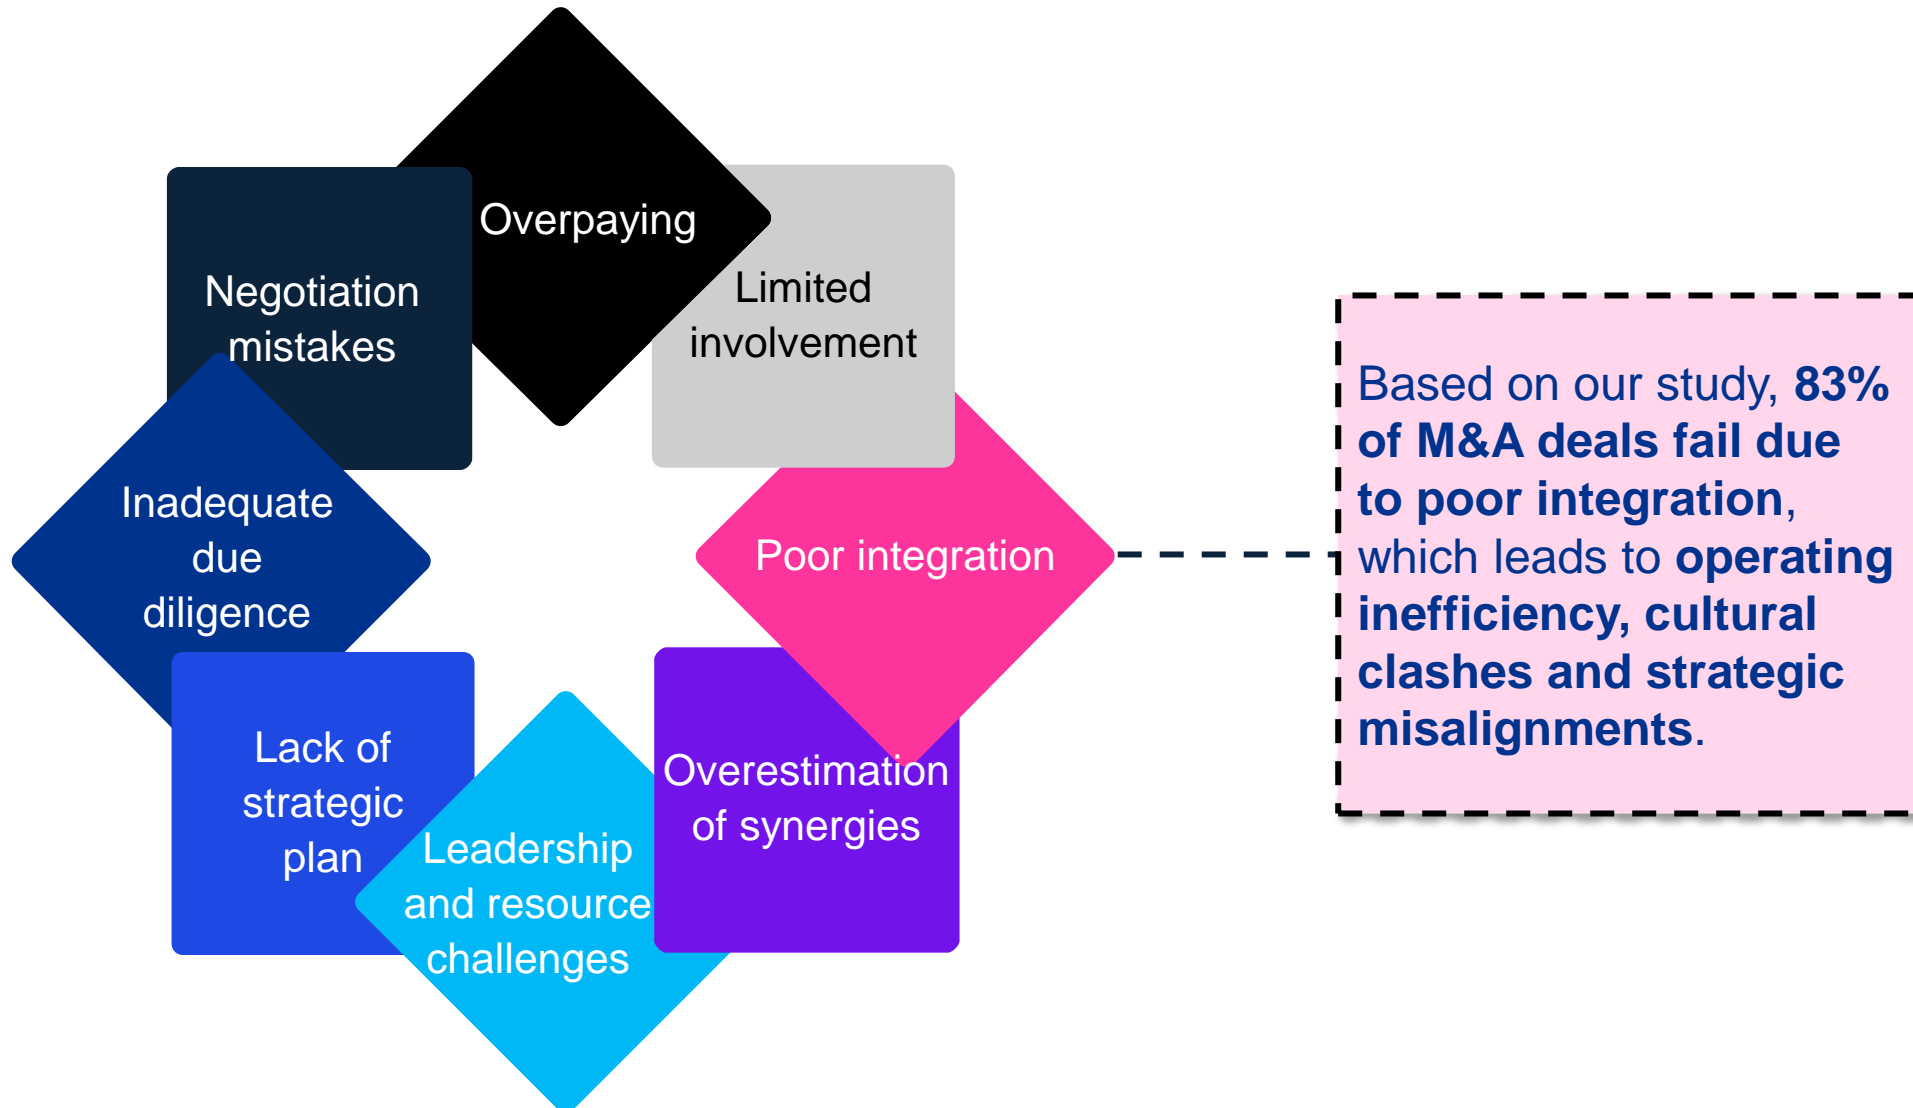 Overpaying
Negotiation
mistakes
Limited
involvement
Inadequate
due
diligence
Poor integration
Lack of
strategic
plan
Leadership
and resource
challenges
Overestimation
of synergies
Based on our study, 83%
of M&A deals fail due
to poor integration,
which leads to operating
inefficiency, cultural
clashes and strategic
misalignments.